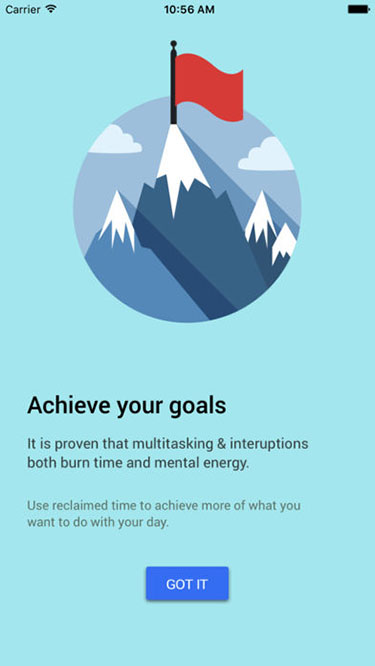 Carrier 10:56 AM
Achieve your goals
It is proven that multitasking & interuptions
both burn time and mental energy.
Use reclaimed time to achieve more of what you
want to do with your day.
GOT IT